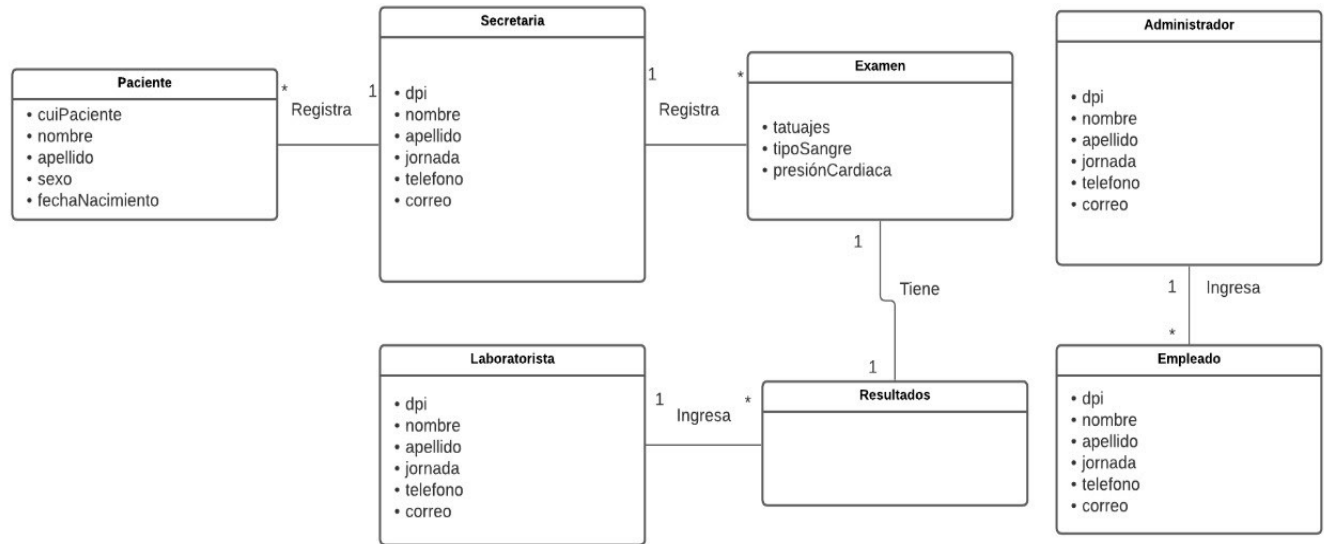 Paciente
• cuiPaciente
• nombre
• apellido
• sexo
• fechaNacimiento
*
Registra
1
Secretaria
• dpi
• nombre
• apellido
• jornada
• telefono
• correo
1
Registra
*
Examen
• tatuajes
• tipoSangre
• presiónCardiaca
1
Tiene
1
Laboratorista
• dpi
• nombre
• apellido
• jornada
• telefono
• correo
1
Ingresa
*
Resultados
Administrador
• dpi
• nombre
• apellido
• jornada
• telefono
• correo
1
Ingresa
*
Empleado
• dpi
• nombre
• apellido
• jornada
• telefono
• correo